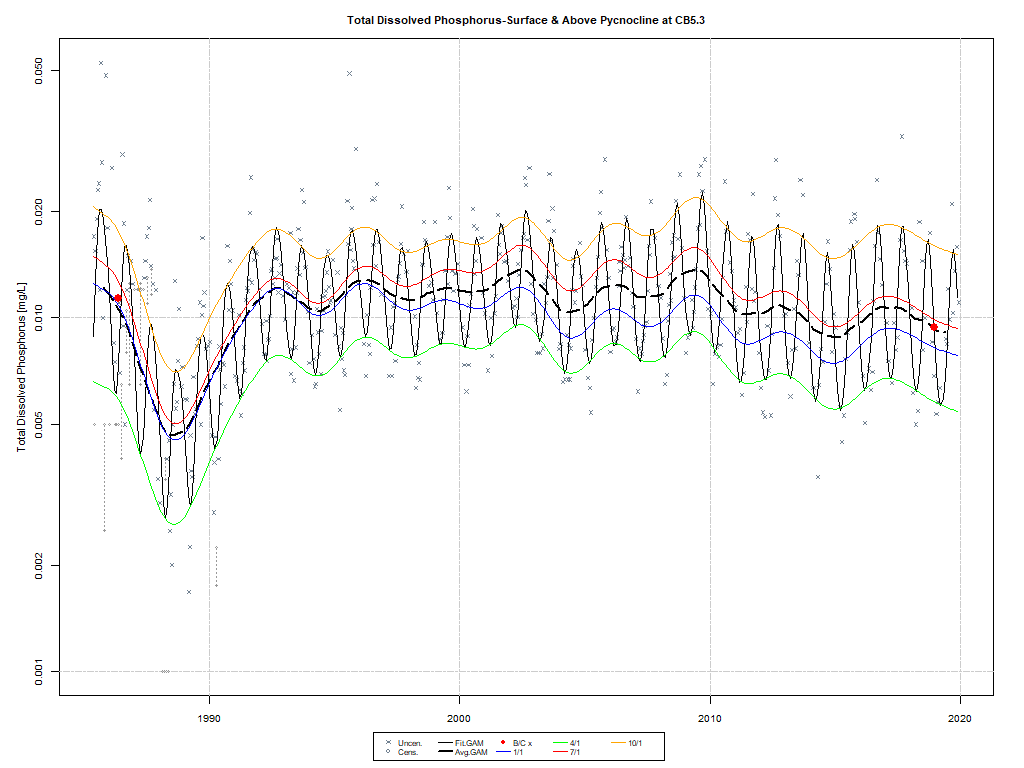 Total Dissolved Phosphorus-Surface & Above Pycnocline at CB5.3
Total Dissolved Phosphorus [mg/L]
0.050
0.020
0.010
0.005
0.002
0.001
1990 2000 2010 2020
Uncen. Fit.GAM B/C x 4/1 10/1
Cens. Avg.GAM 1/1 7/1